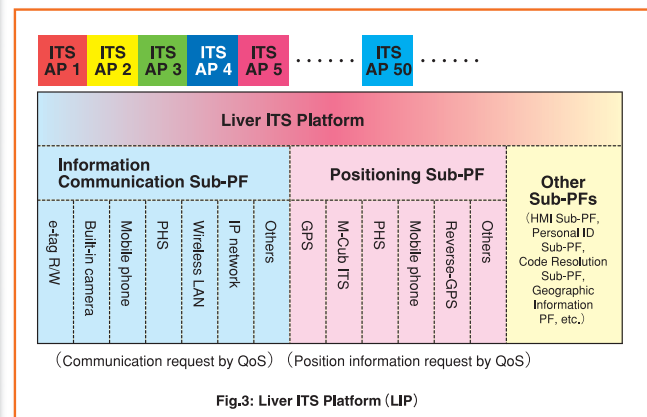 ITS AP 1
ITS AP 2
ITS AP 3
ITS AP 4
ITS AP 5
······
ITS AP 50
······
Liver ITS Platform
Information
Communication Sub-PF
e-tag R/W
Built-in camera
Mobile phone
PHS
Wireless LAN
IP network
Others
Positioning Sub-PF
GPS
M-Cub ITS
PHS
Mobile phone
Reverse-GPS
Others
Other
Sub-PFs
(HMI Sub-PF,
Personal ID
Sub-PF,
Code Resolution
Sub-PF,
Geographic
Information
PF, etc.)
(Communication request by QoS) (Position information request by QoS)
Fig.3: Liver ITS Platform (LIP)